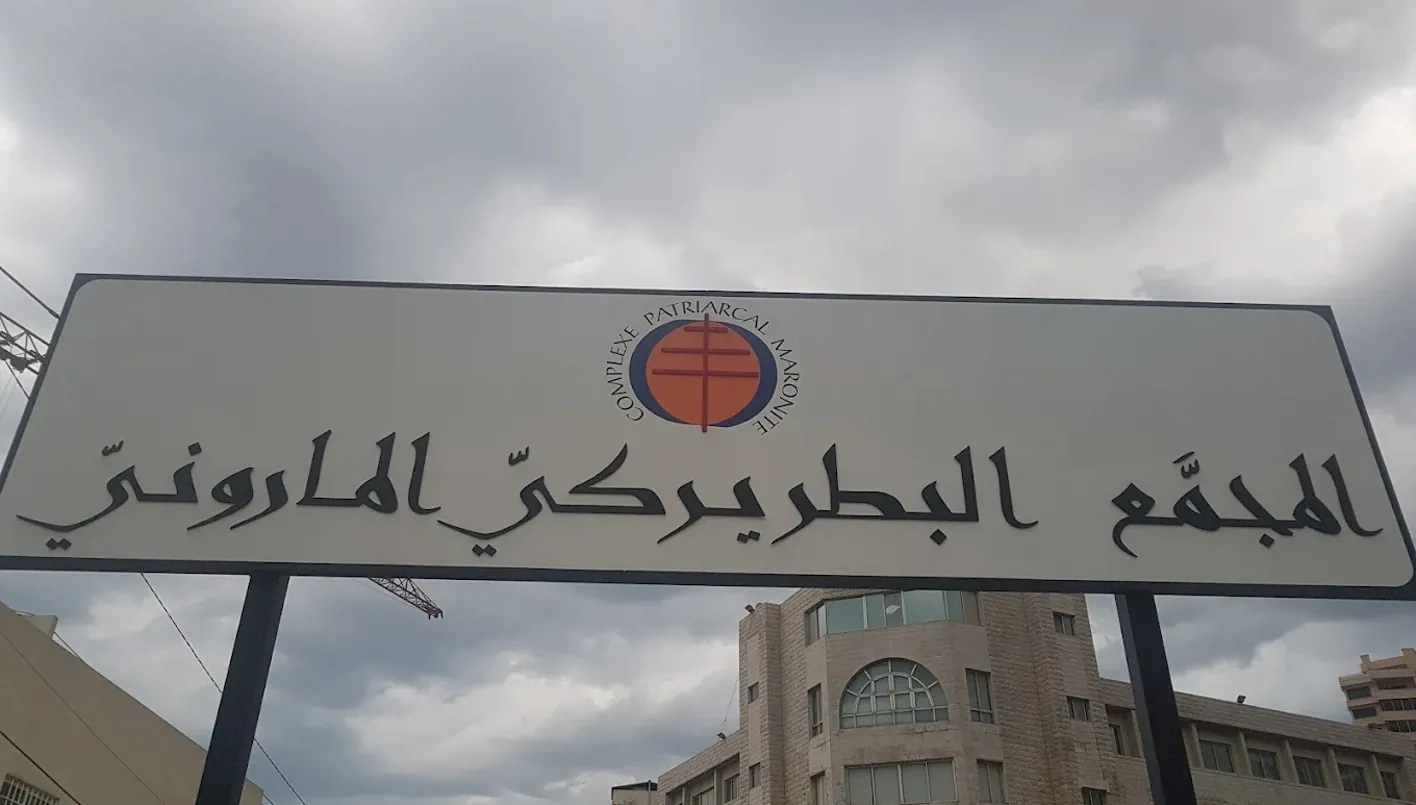 COMPLEXE PATRIARCAL MARONITE
المجمَّع البطريركيّ المارونيّ